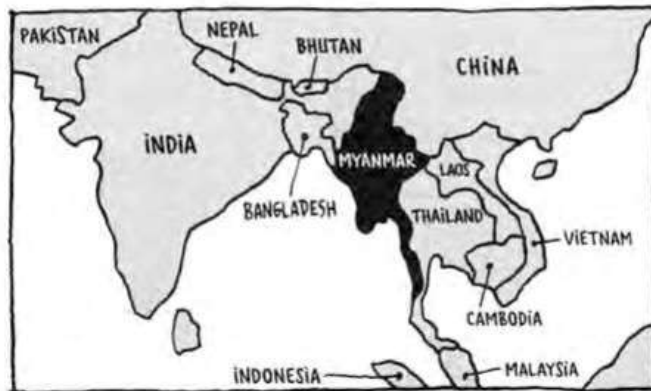 PAKiSTAN
NEPAL
BHUTAN
CHiNA
iNDiA
MYANMAR
LAOS
BANGLADESH
THAiLAND
ViETNAM
CAMBODiA
iNDONESiA
MALAYSiA